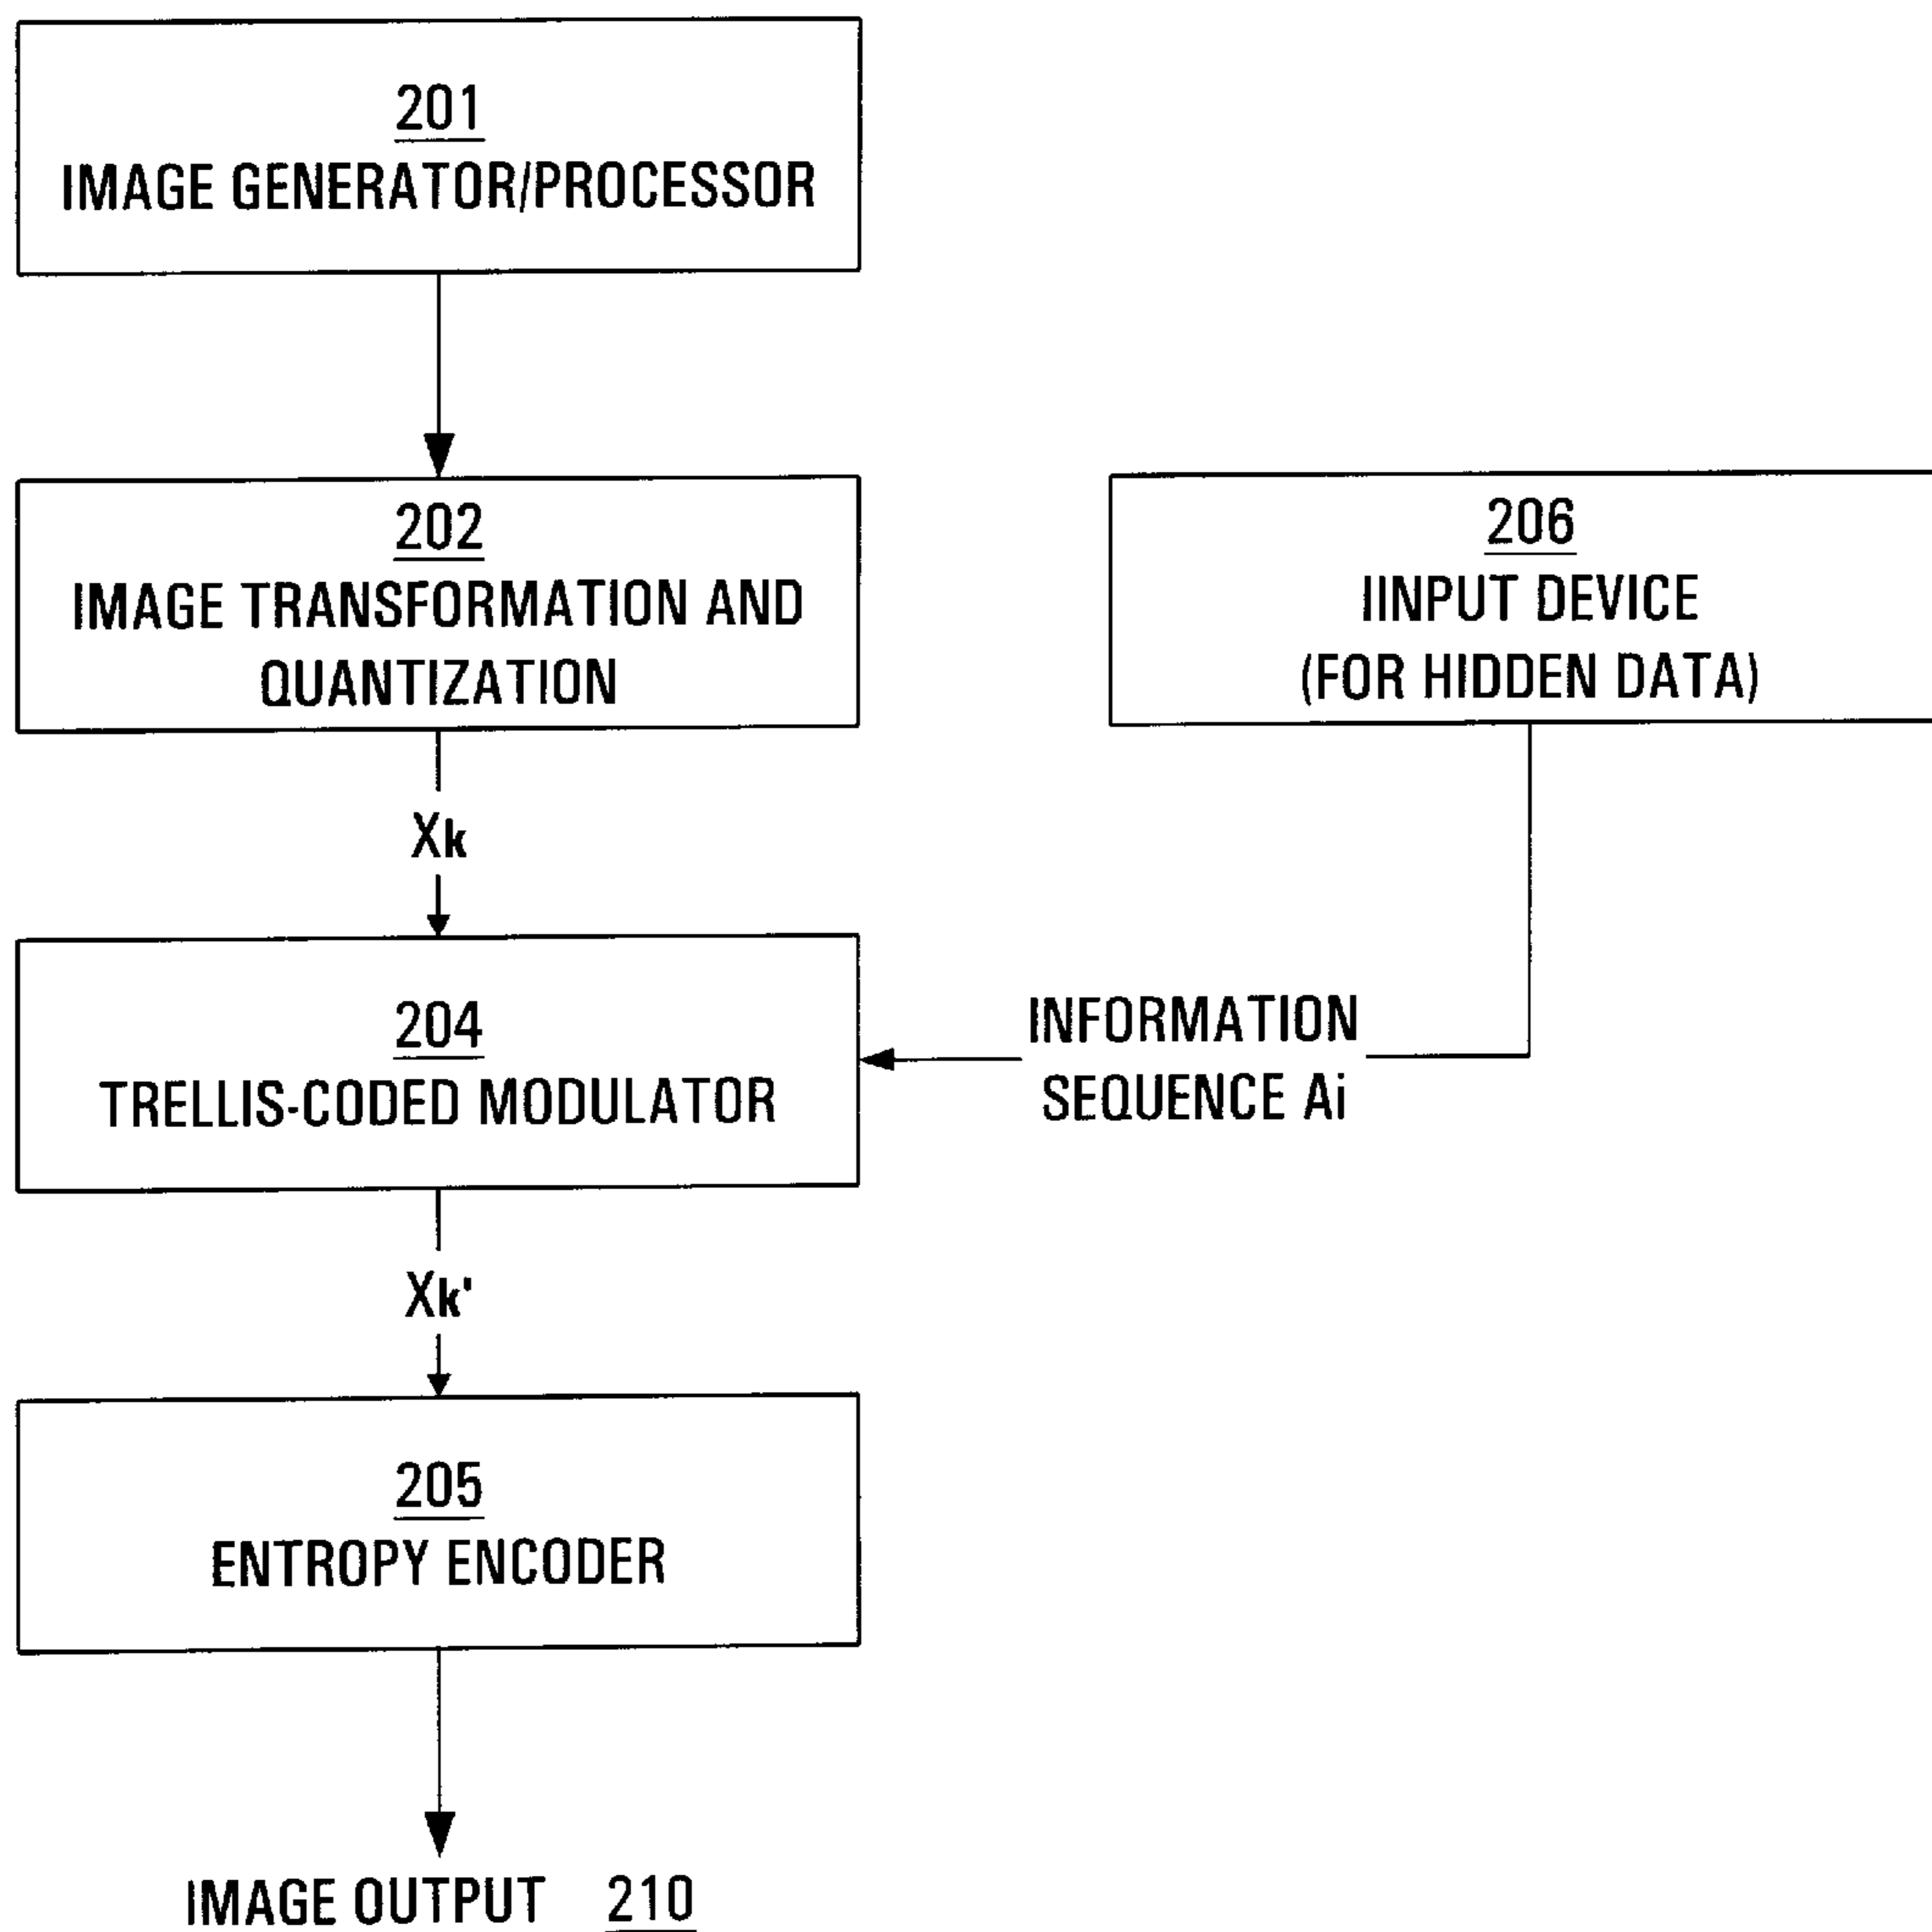 201
IMAGE GENERATOR/PROCESSOR
202
IMAGE TRANSFORMATION AND
QUANTIZATION
206
IINPUT DEVICE
(FOR HIDDEN DATA)
Xk
204
TRELLIS-CODED MODULATOR
INFORMATION
SEQUENCE Ai
Xk'
205
ENTROPY ENCODER
IMAGE OUTPUT 210